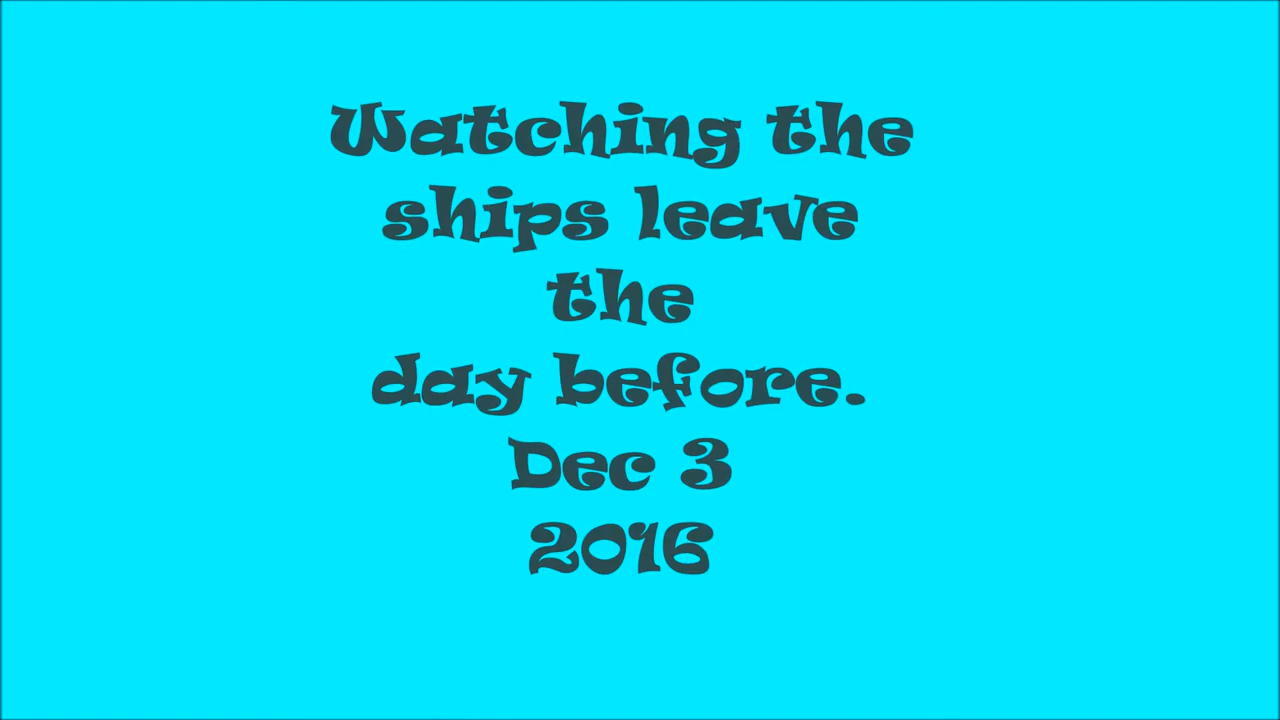 Watching the
ships leave
the
day before.
Dec 3
2016